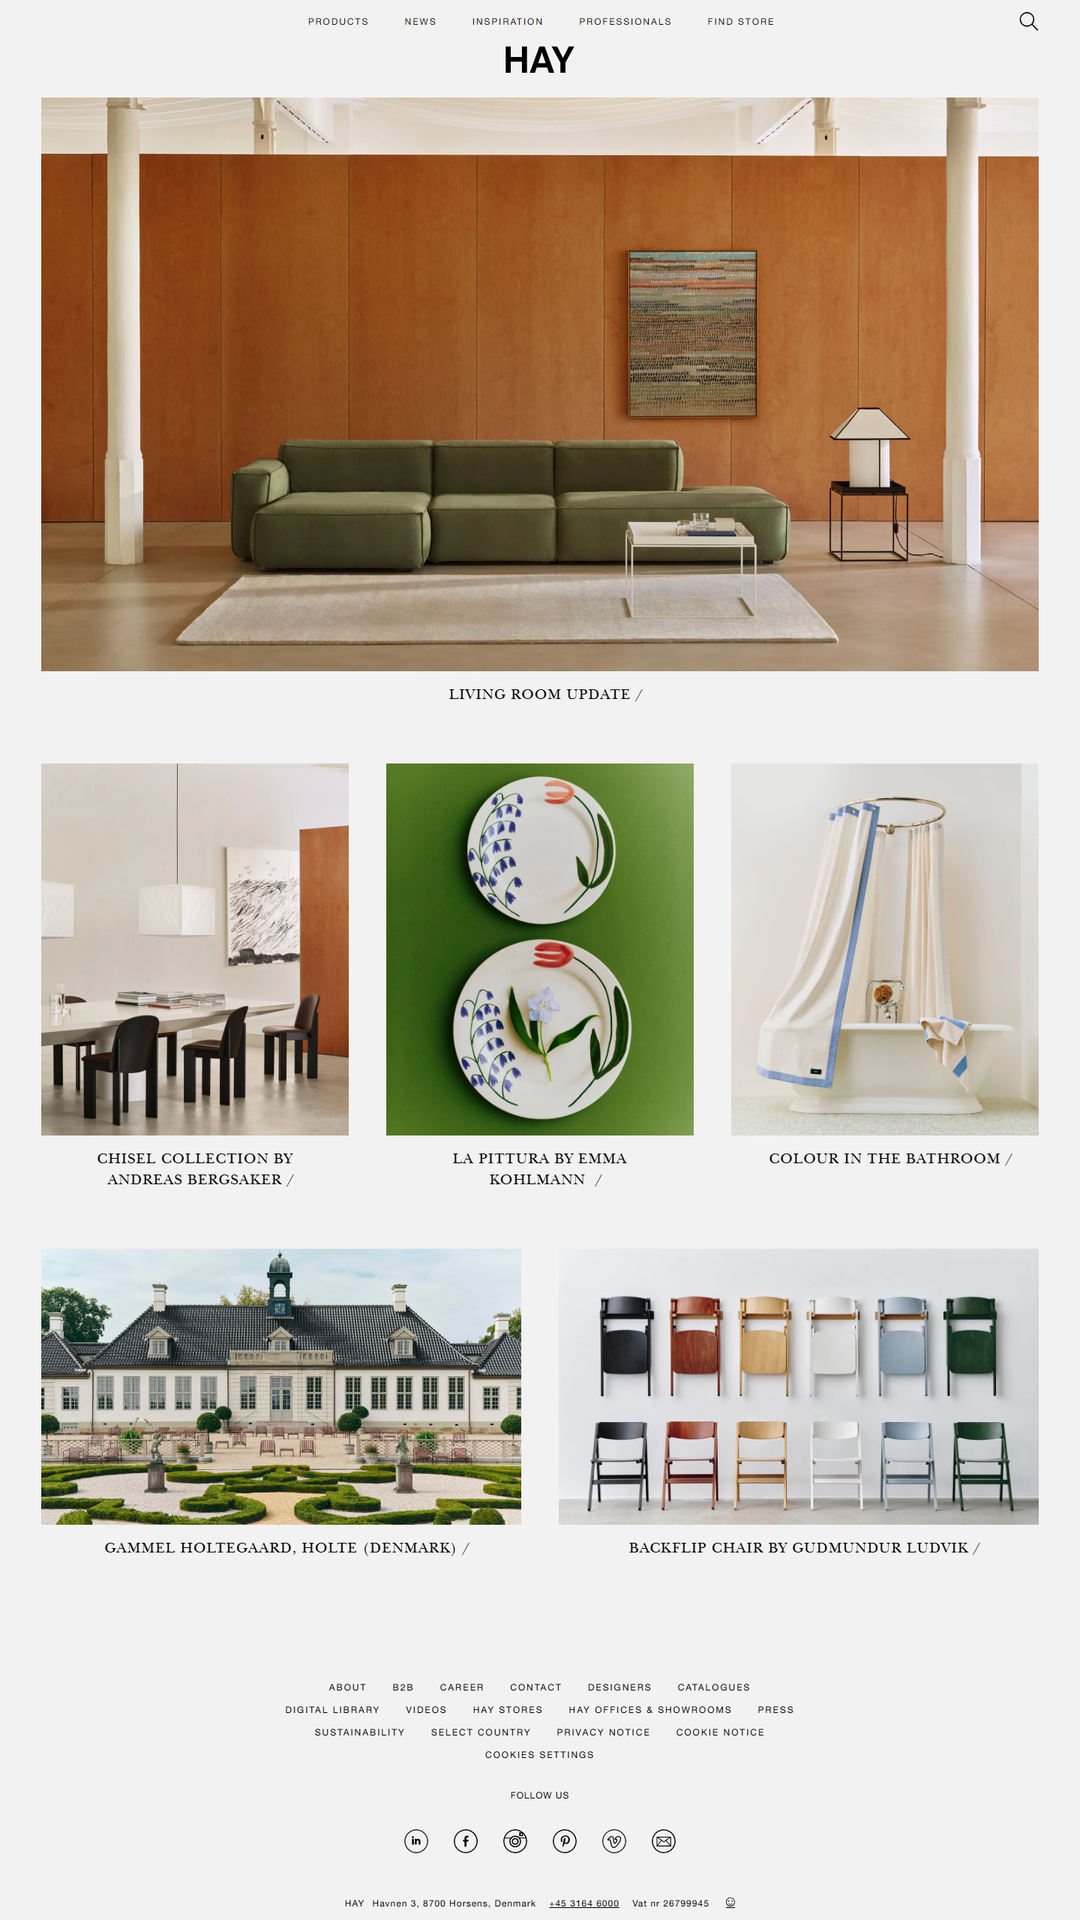 PRODUCTS NEWS INSPIRATION PROFESSIONALS FIND STORE
HAY
LIVING ROOM UPDATE /
CHISEL COLLECTION BY
ANDREAS BERGSAKER /
LA PITTURA BY EMMA
KOHLMANN /
COLOUR IN THE BATHROOM /
GAMMEL HOLTEGAARD, HOLTE (DENMARK) /
BACKFLIP CHAIR BY GUDMUNDUR LUDVIK /
ABOUT B2B CAREER CONTACT DESIGNERS CATALOGUES
DIGITAL LIBRARY VIDEOS HAY STORES HAY OFFICES & SHOWROOMS PRESS
SUSTAINABILITY SELECT COUNTRY PRIVACY NOTICE COOKIE NOTICE
COOKIES SETTINGS
FOLLOW US
HAY Havnen 3, 8700 Horsens, Denmark +45 3164 6000 Vat nr 26799945